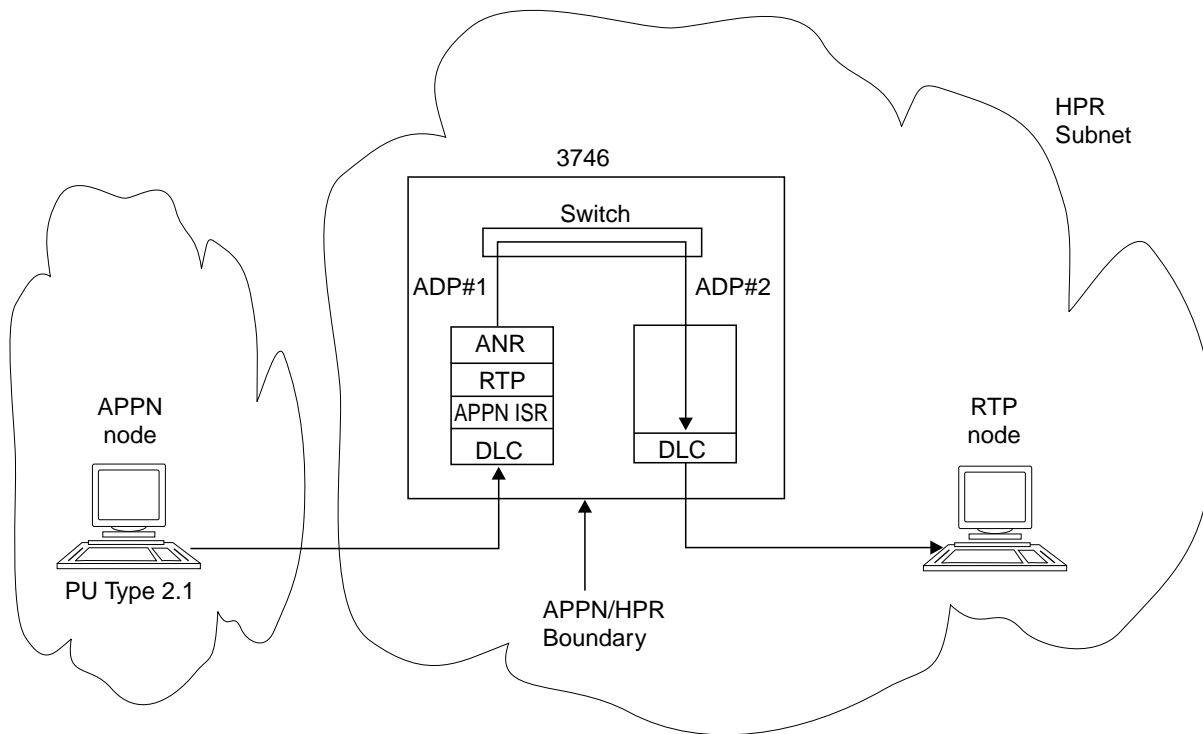 HPR
Subnet
3746
Switch
ADP#1
ADP#2
ANR
RTP
APPN ISR
DLC
DLC
APPN
node
RTP
node
PU Type 2.1
APPN/HPR
Boundary